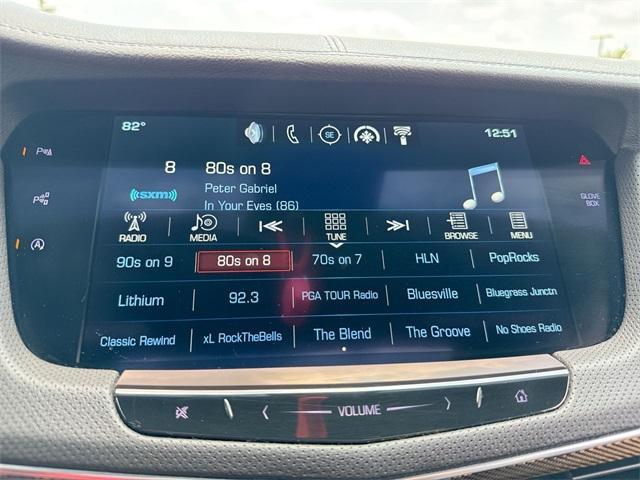 82° SE 12:51
8 80s on 8
((sxm)) Peter Gabriel
In Your Eyes (86)
RADIO MEDIA TUNE BROWSE MENU
90s on 9 80s on 8 70s on 7 HLN PopRocks
Lithium 92.3 PGA TOUR Radio Bluesville Bluegrass Junctn
Classic Rewind xL RockTheBells The Blend The Groove No Shoes Radio
GLOVE
BOX
VOLUME